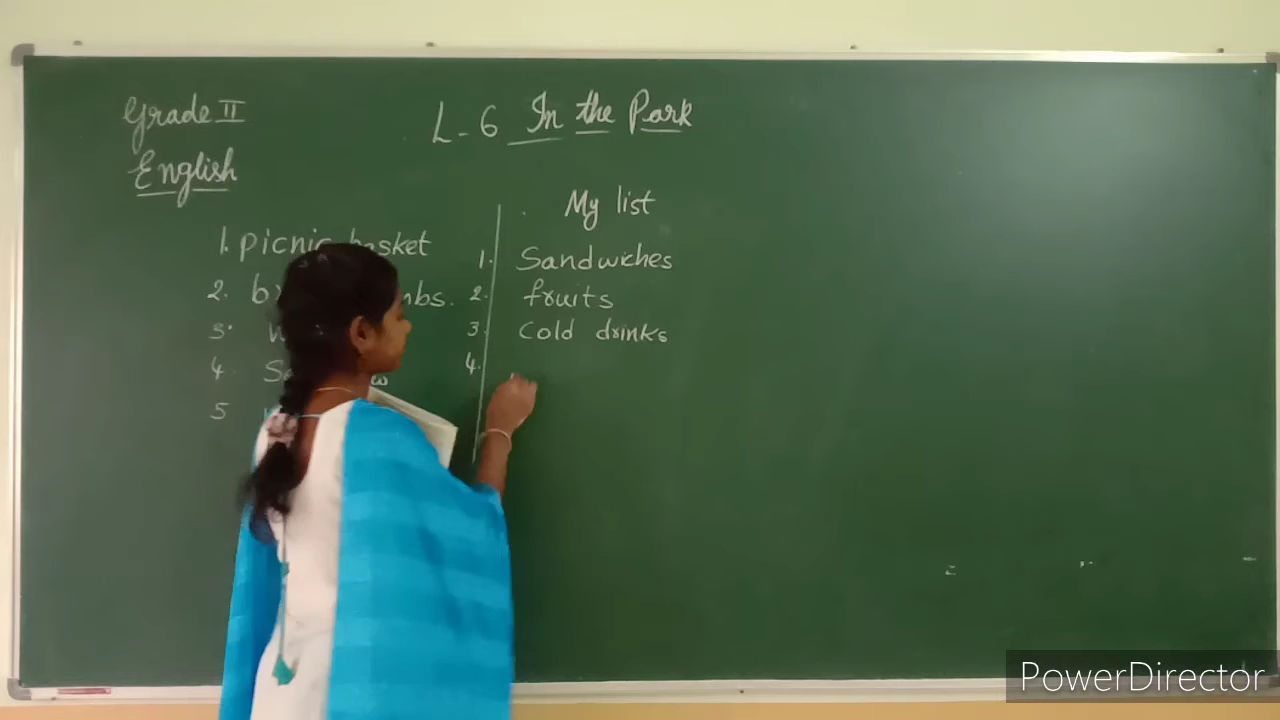 Grade II
English
L-6 In the Park
1. picnic basket
2.
3.
4.
5
My list
1. Sandwiches
2. fruits
3. Cold drinks
4.
PowerDirector